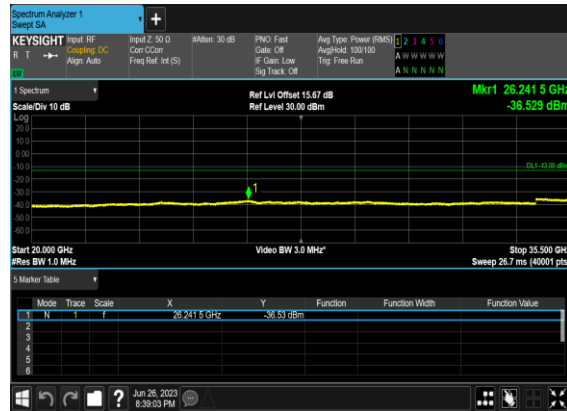 Spectrum Analyzer 1
Swept SA
+
KEYSIGHT Input: RF Input Z: 50 Ω #Atten: 30 dB PNO: Fast Avg Type: Power (RMS) 1 2 3 4 5 6
R T Coupling: DC Corr CCorr Gate: Off Avg|Hold: 100/100 A W W W W W
Align: Auto Freq Ref: Int (S) IF Gain: Low Trig: Free Run
Sig Track: Off A N N N N N
1 Spectrum Ref Lvl Offset 15.67 dB Mkr1 26.241 5 GHz
Scale/Div 10 dB Ref Level 30.00 dBm -36.529 dBm
Log
20.0
10.0
0.00
-10.0 DL1 -13.00 dBm
-20.0
-30.0 1
-40.0
-50.0
-60.0
Start 20.000 GHz Video BW 3.0 MHz* Stop 35.500 GHz
#Res BW 1.0 MHz Sweep 26.7 ms (40001 pts)
5 Marker Table
Mode Trace Scale X Y Function Function Width Function Value
1 N 1 f 26.241 5 GHz -36.53 dBm
2
3
4
5
6
? Jun 26, 2023
8:39:03 PM